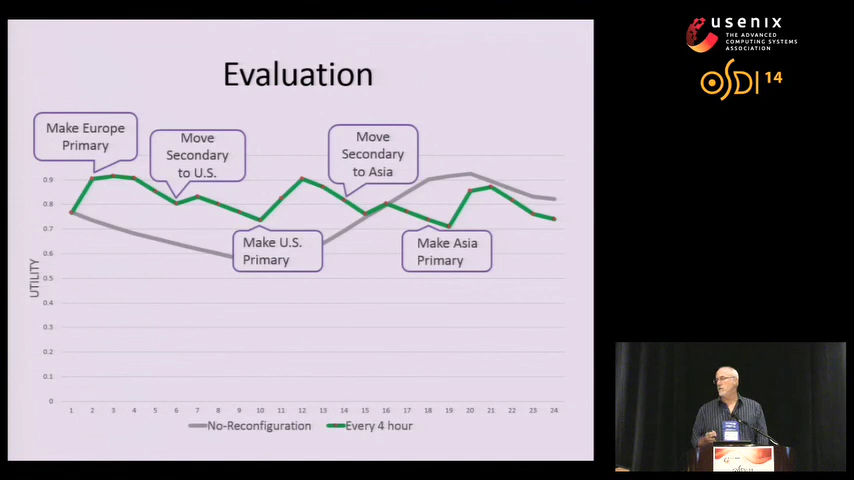 usenix
THE ADVANCED
COMPUTING SYSTEMS
ASSOCIATION
OSDI 14
Evaluation
Make Europe
Primary
Move
Secondary
to U.S.
Move
Secondary
to Asia
Make U.S.
Primary
Make Asia
Primary
UTILITY
0.9
0.8
0.7
0.6
0.5
0.4
0.3
0.2
0.1
0
1 2 3 4 5 6 7 8 9 10 11 12 13 14 15 16 17 18 19 20 21 22 23 24
No-Reconfiguration Every 4 hour